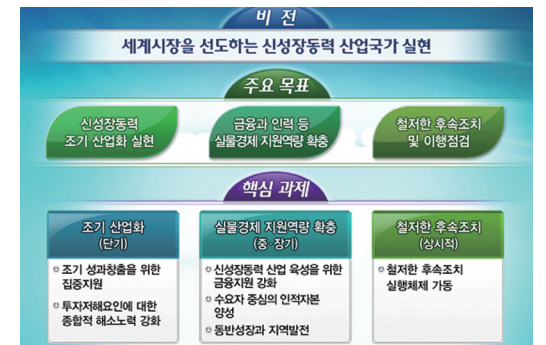 비 전
세계시장을 선도하는 신성장동력 산업국가 실현
주요 목표
신성장동력
조기 산업화 실현
금융과 인력 등
실물경제 지원역량 확충
철저한 후속조치
및 이행점검
핵심 과제
조기 산업화
(단기)
조기 성과창출을 위한
집중지원
투자저해요인에 대한
종합적 해소노력 강화
실물경제 지원역량 확충
(중·장기)
신성장동력 산업 육성을 위한
금융지원 강화
수요자 중심의 인적자본
양성
동반성장과 지역발전
철저한 후속조치
(상시적)
철저한 후속조치
실행체제 가동